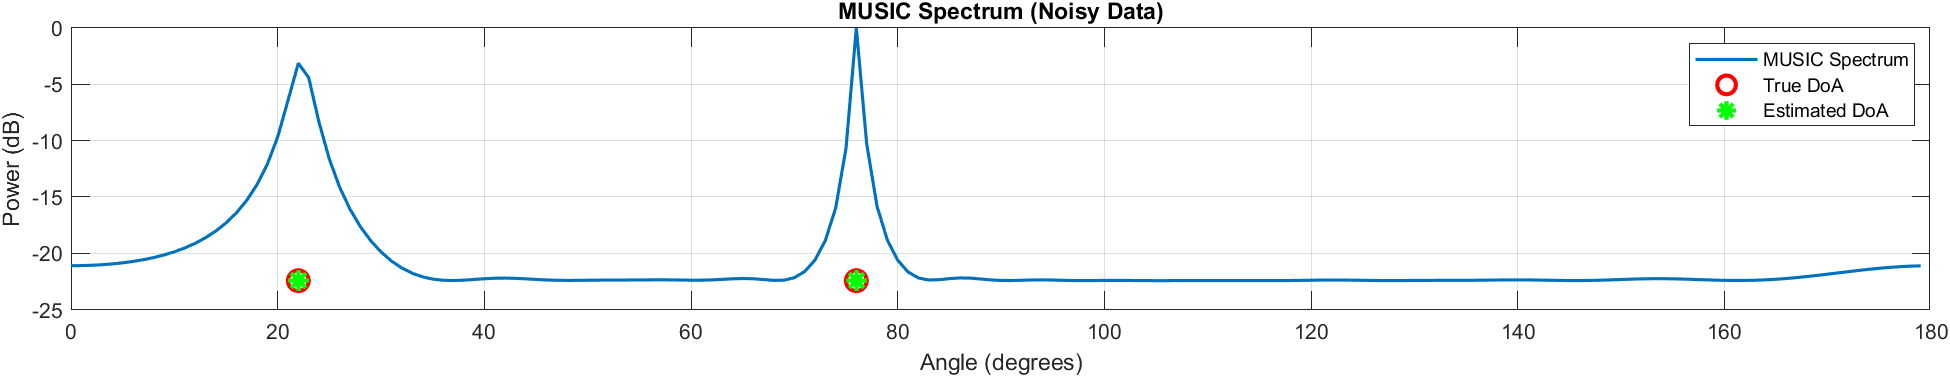 MUSIC Spectrum (Noisy Data)
Power (dB)
0
-5
-10
-15
-20
-25
MUSIC Spectrum
True DoA
Estimated DoA
0 20 40 60 80 100 120 140 160 180
Angle (degrees)